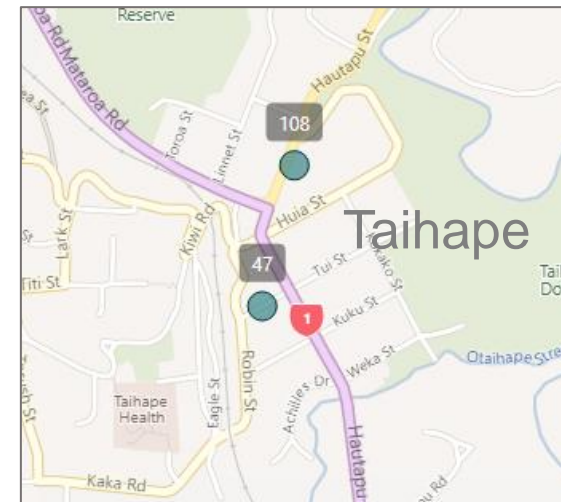 Reserve
Mataroa Rd
Hautapu St
108
Toroa St
Linnet St
Huia St
Kiwi Rd
Lark St
Taihape
47
Tui St
Titi St
1
Kuku St
Otaihape Stre
Weka St
Robin St
Achilles Dr
Taihape
Health
Eagle St
Kaka Rd
Hautapu